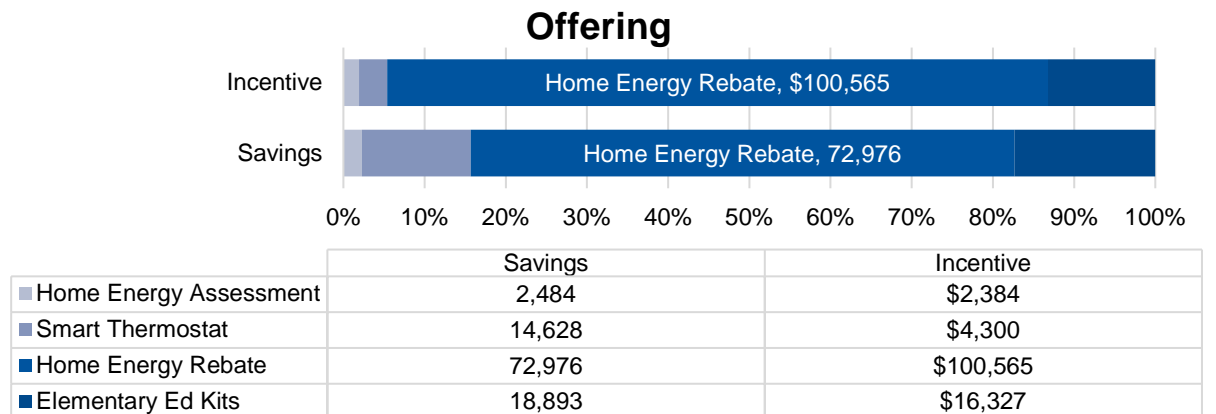 Offering
Incentive
Home Energy Rebate, $100,565
Savings
Home Energy Rebate, 72,976
0% 10% 20% 30% 40% 50% 60% 70% 80% 90% 100%
Savings Incentive
Home Energy Assessment 2,484 $2,384
Smart Thermostat 14,628 $4,300
Home Energy Rebate 72,976 $100,565
Elementary Ed Kits 18,893 $16,327